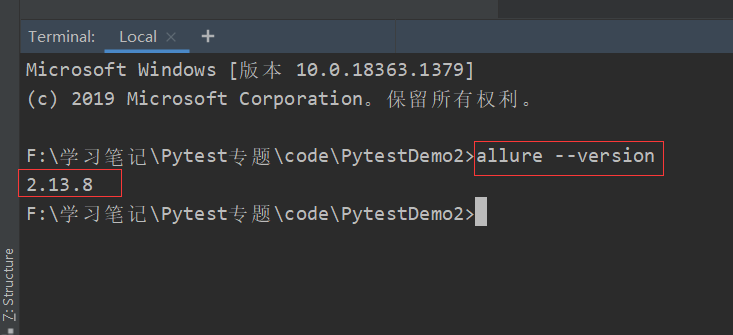 Terminal: Local × +
Microsoft Windows [版本 10.0.18363.1379]
(c) 2019 Microsoft Corporation。保留所有权利。
F:\学习笔记\Pytest专题\code\PytestDemo2>allure --version
2.13.8
F:\学习笔记\Pytest专题\code\PytestDemo2>
7: Structure